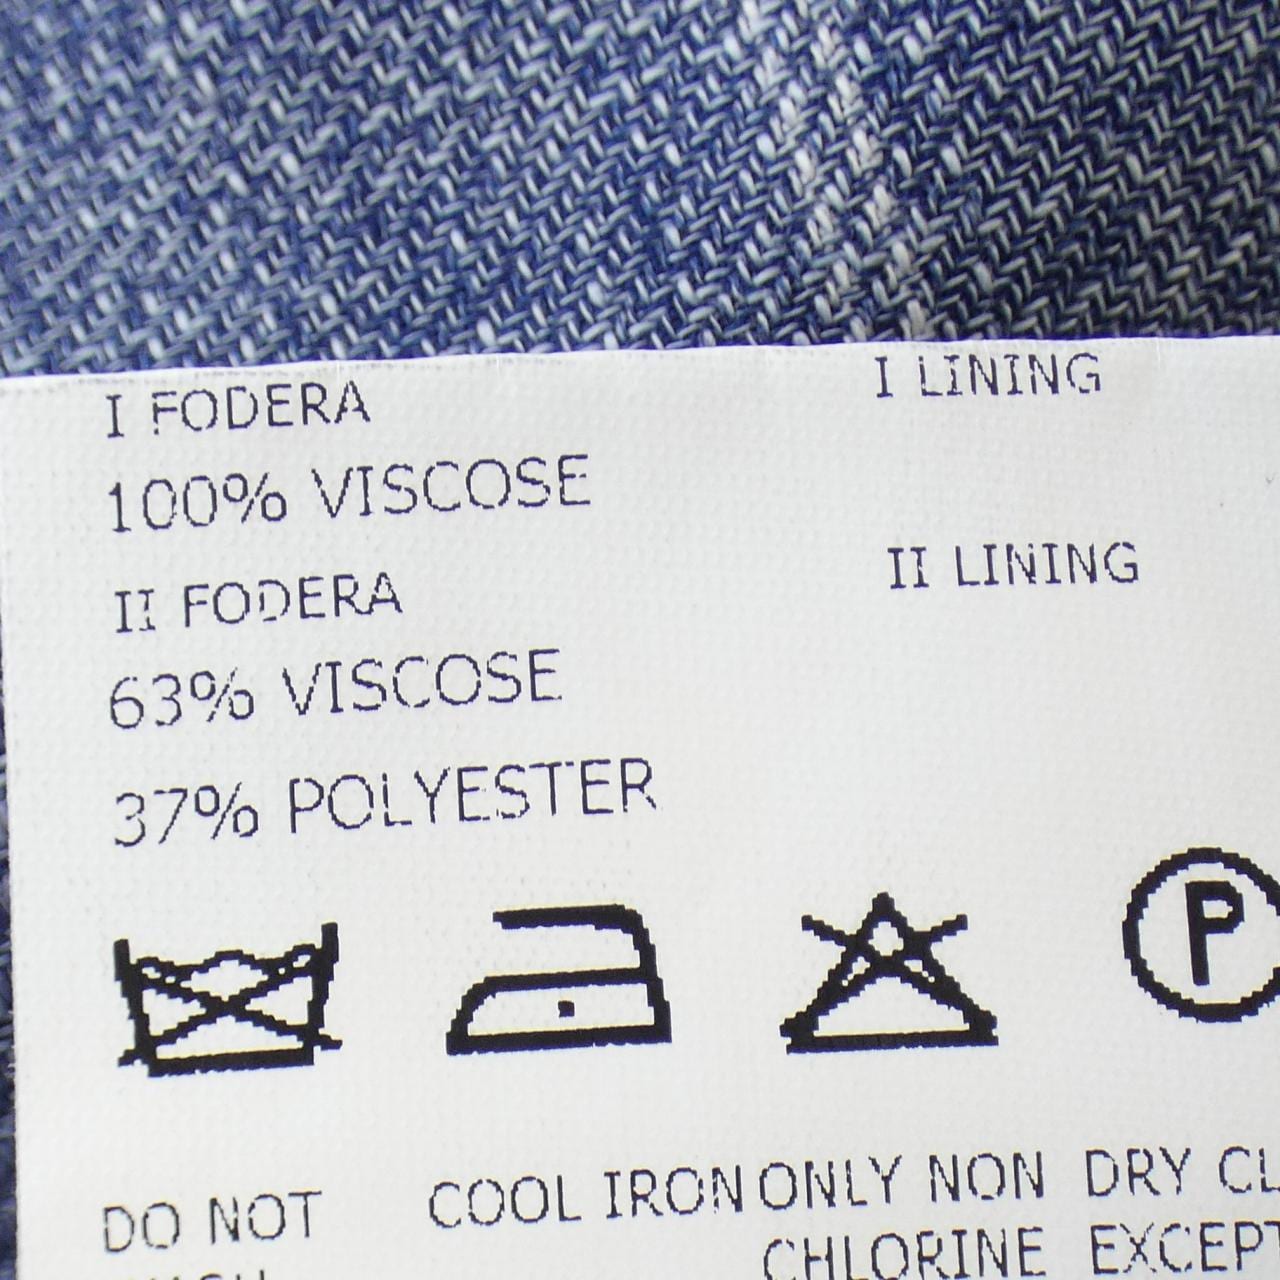 I FODERA
I LINING
100% VISCOSE
II FODERA
II LINING
63% VISCOSE
37% POLYESTER
P
DO NOT
COOL IRON
ONLY NON
CHLORINE
DRY CL
EXCEPT